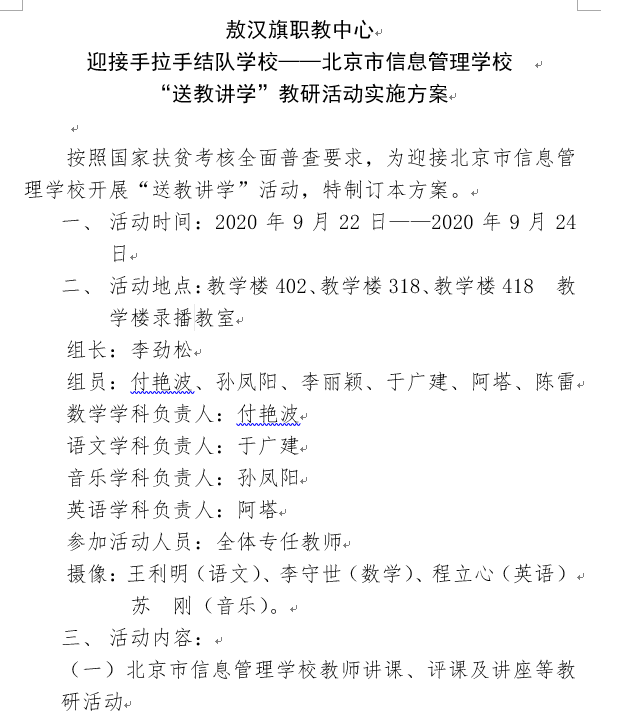 敖汉旗职教中心
迎接手拉手结队学校——北京市信息管理学校
“送教讲学”教研活动实施方案
按照国家扶贫考核全面普查要求，为迎接北京市信息管
理学校开展“送教讲学”活动，特制订本方案。
一、 活动时间：2020 年 9 月 22 日——2020 年 9 月 24
日
二、 活动地点：教学楼 402、教学楼 318、教学楼 418 教
学楼录播教室
组长：李劲松
组员：付艳波、孙凤阳、李丽颖、于广建、阿塔、陈雷
数学学科负责人：付艳波
语文学科负责人：于广建
音乐学科负责人：孙凤阳
英语学科负责人：阿塔
参加活动人员：全体专任教师
摄像：王利明（语文）、李守世（数学）、程立心（英语）
苏 刚（音乐）。
三、 活动内容：
（一）北京市信息管理学校教师讲课、评课及讲座等教
研活动